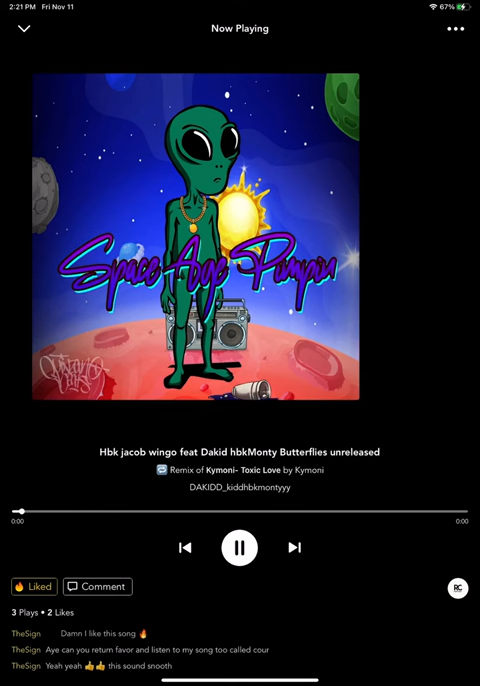 2:21 PM Fri Nov 11 67%
Now Playing
Space Age Pimpin
Hbk jacob wingo feat Dakid hbkMonty Butterflies unreleased
Remix of Kymoni- Toxic Love by Kymoni
DAKIDD_kiddhbkmontyyy
0:00 0:00
Liked Comment
RC
3 Plays • 2 Likes
TheSign Damn I like this song 🔥
TheSign Aye can you return favor and listen to my song too called cour
TheSign Yeah yeah 👍👍 this sound snooth